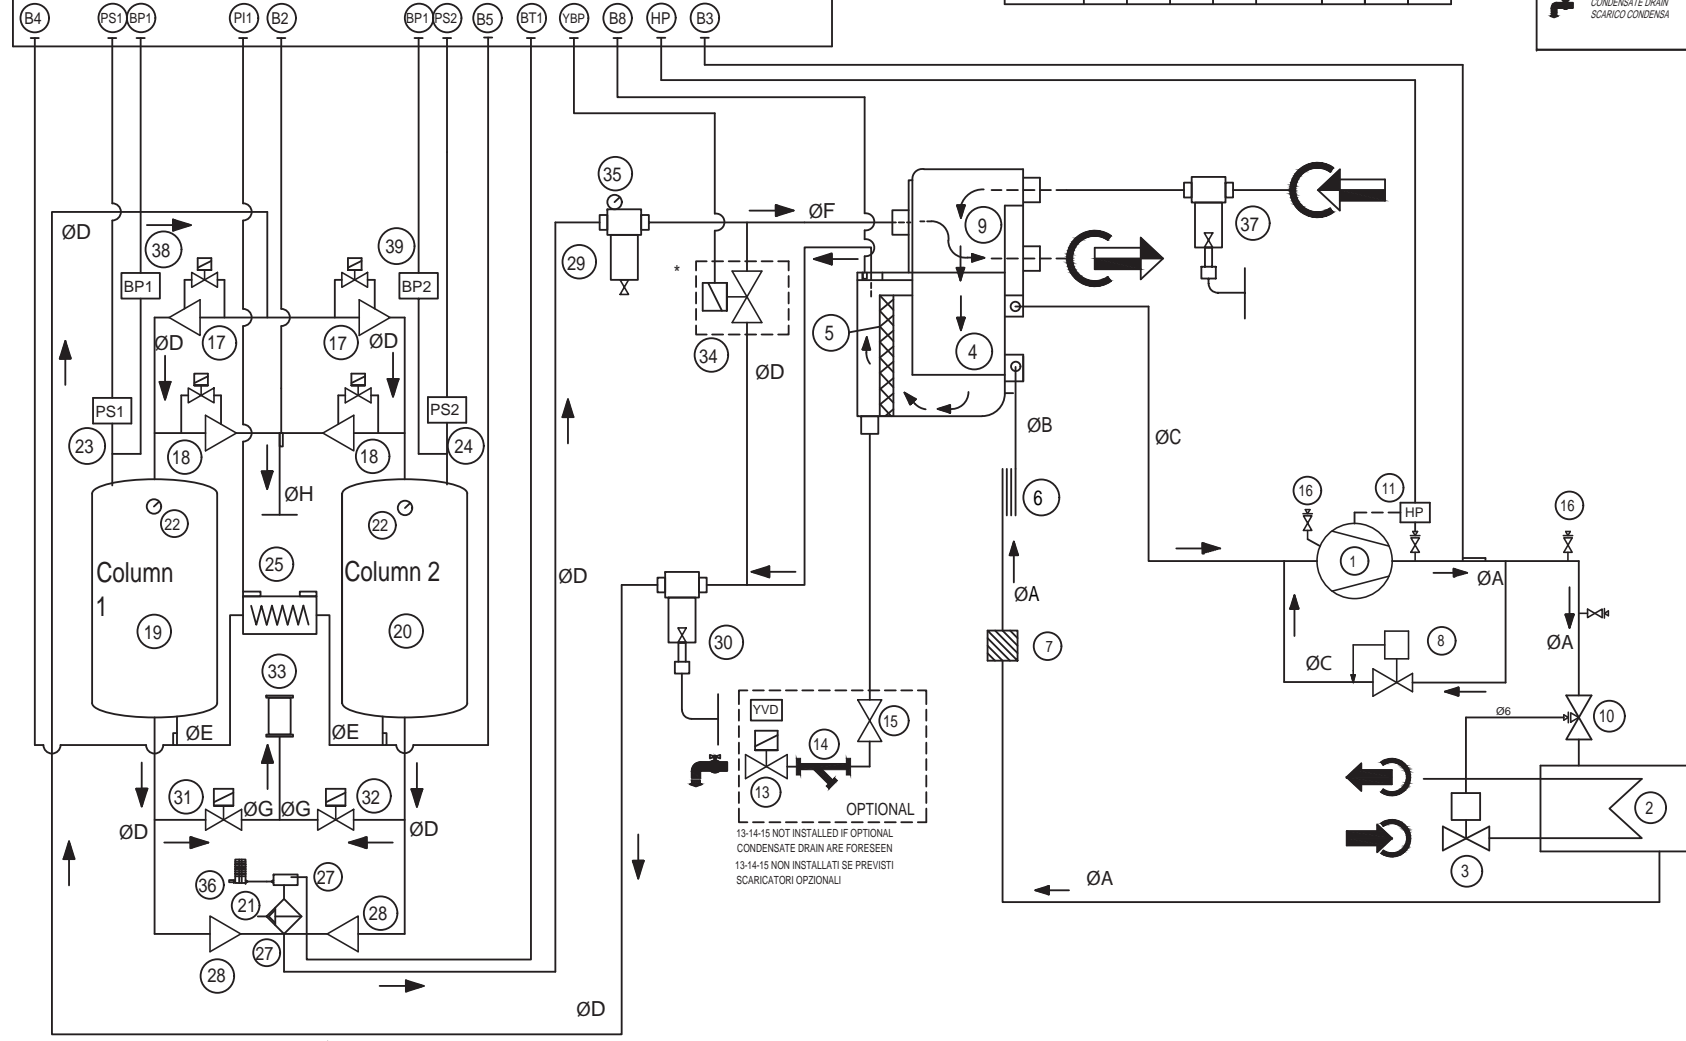 B4 PS1 BP1 PI1 B2 BP1 PS2 B5 BT1 YBP B8 HP B3
CONDENSATE DRAIN
SCARICO CONDENSA
35
ØD
38
39
29
ØF
9
37
*
BP1
BP2
17
17
ØD
ØD
34
5
4
ØD
PS1
PS2
23
24
18
18
ØB
ØC
ØH
22
22
6
16
11
HP
16
25
Column
1
Column 2
ØD
1
ØA
ØA
19
20
30
7
8
ØA
ØC
33
ØE
ØE
YVD
15
14
13
OPTIONAL
Ø6
10
31
ØG
ØG
32
2
ØD
ØD
3
13-14-15 NOT INSTALLED IF OPTIONAL
CONDENSATE DRAIN ARE FORESEEN
13-14-15 NON INSTALLATI SE PREVISTI
SCARICATORI OPZIONALI
36
27
21
28
ØA
27
28
ØD